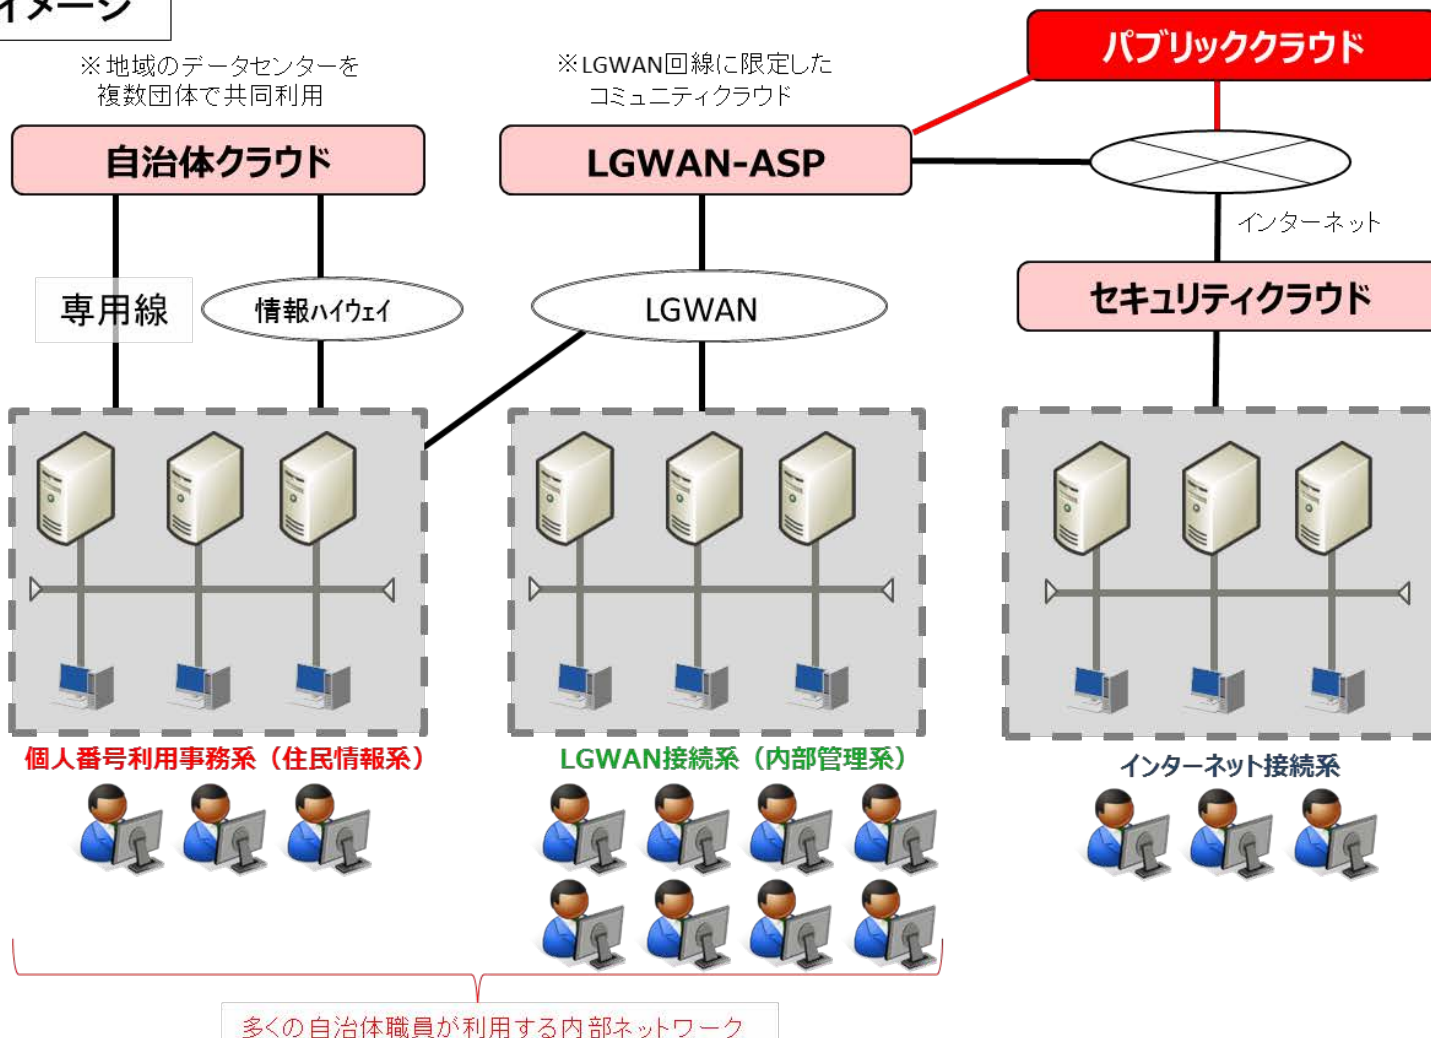 イメージ
※地域のデータセンターを
複数団体で共同利用
※LGWAN回線に限定した
コミュニティクラウド
パブリッククラウド
自治体クラウド
LGWAN-ASP
インターネット
専用線
情報ハイウェイ
LGWAN
セキュリティクラウド
個人番号利用事務系（住民情報系）
LGWAN接続系（内部管理系）
インターネット接続系
多くの自治体職員が利用する内部ネットワーク